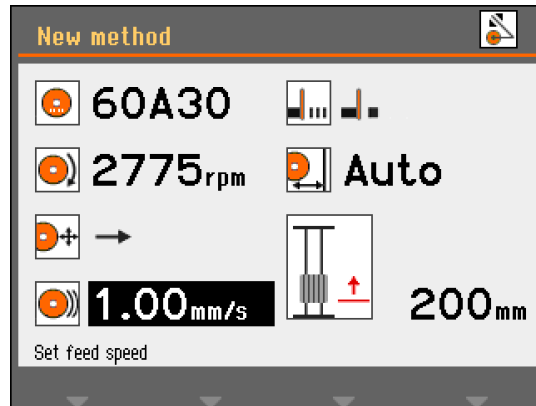 New method
60A30
2775rpm
Auto
1.00mm/s
200mm
Set feed speed